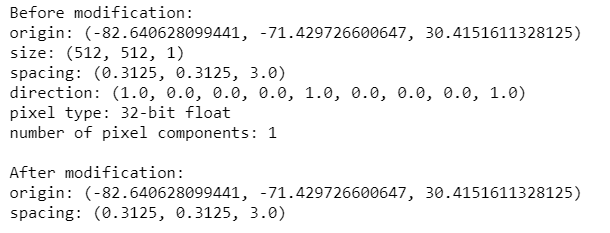 Before modification:
origin: (-82.640628099441, -71.429726600647, 30.4151611328125)
size: (512, 512, 1)
spacing: (0.3125, 0.3125, 3.0)
direction: (1.0, 0.0, 0.0, 0.0, 1.0, 0.0, 0.0, 0.0, 1.0)
pixel type: 32-bit float
number of pixel components: 1

After modification:
origin: (-82.640628099441, -71.429726600647, 30.4151611328125)
spacing: (0.3125, 0.3125, 3.0)